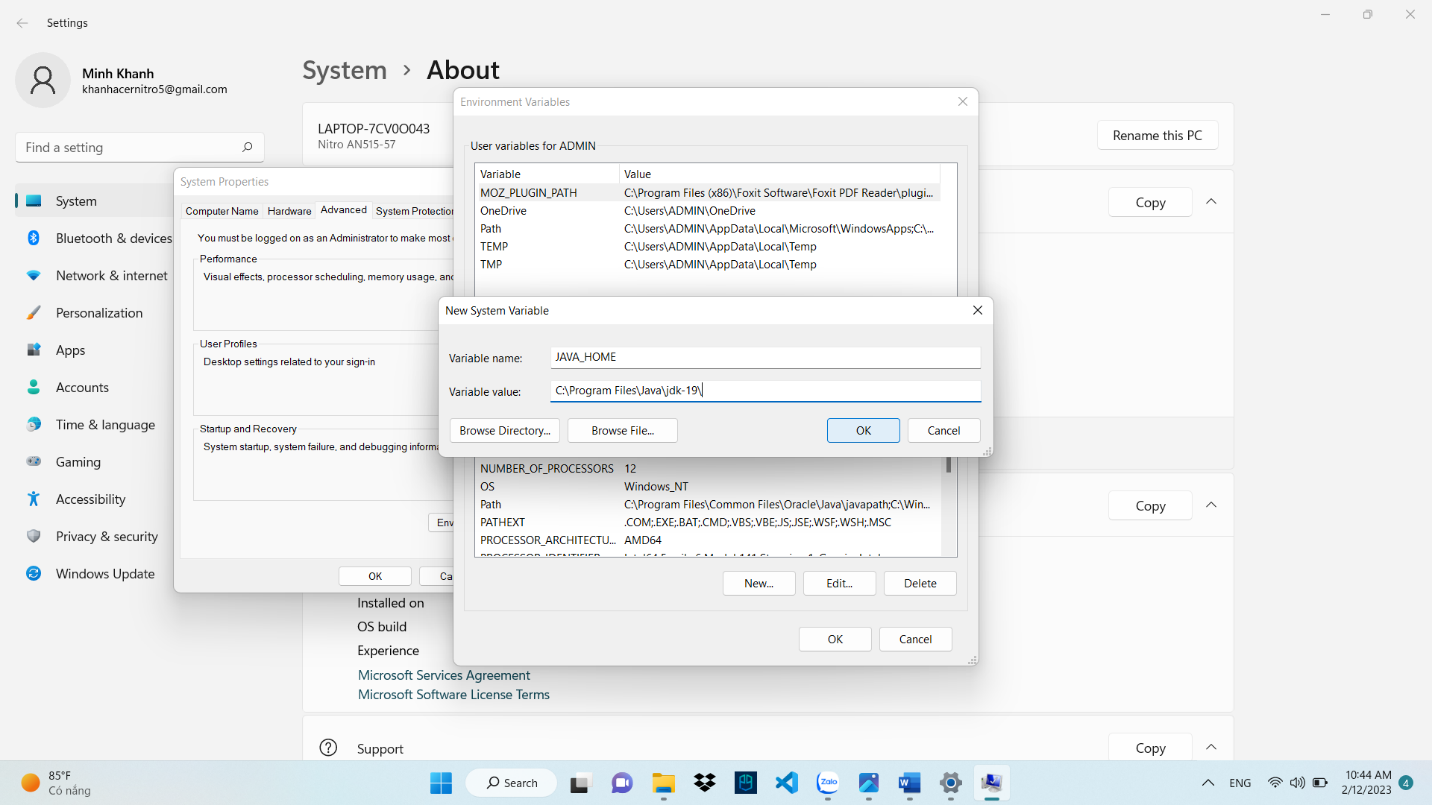 Settings
Minh Khanh
khanhacernitro5@gmail.com
Find a setting
System
Bluetooth & devices
Network & internet
Personalization
Apps
Accounts
Time & language
Gaming
Accessibility
Privacy & security
Windows Update
System > About
LAPTOP-7CV0O043
Nitro AN515-57
Rename this PC
Copy
Copy
Installed on
OS build
Experience
Microsoft Services Agreement
Microsoft Software License Terms
Support
Copy
System Properties
Computer Name Hardware Advanced System Protection
You must be logged on as an Administrator to make most
Performance
Visual effects, processor scheduling, memory usage, and
User Profiles
Desktop settings related to your sign-in
Startup and Recovery
System startup, system failure, and debugging informa
Env
OK Ca
Environment Variables
User variables for ADMIN
Variable Value
MOZ_PLUGIN_PATH C:\Program Files (x86)\Foxit Software\Foxit PDF Reader\plugi...
OneDrive C:\Users\ADMIN\OneDrive
Path C:\Users\ADMIN\AppData\Local\Microsoft\WindowsApps;C:\...
TEMP C:\Users\ADMIN\AppData\Local\Temp
TMP C:\Users\ADMIN\AppData\Local\Temp
New System Variable
Variable name: JAVA_HOME
Variable value: C:\Program Files\Java\jdk-19\
Browse Directory... Browse File... OK Cancel
NUMBER_OF_PROCESSORS 12
OS Windows_NT
Path C:\Program Files\Common Files\Oracle\Java\javapath;C:\Win...
PATHEXT .COM;.EXE;.BAT;.CMD;.VBS;.VBE;.JS;.JSE;.WSF;.WSH;.MSC
PROCESSOR_ARCHITECTU... AMD64
New... Edit... Delete
OK Cancel
85°F
Có nắng
Search
Zalo
ENG
10:44 AM
2/12/2023
4